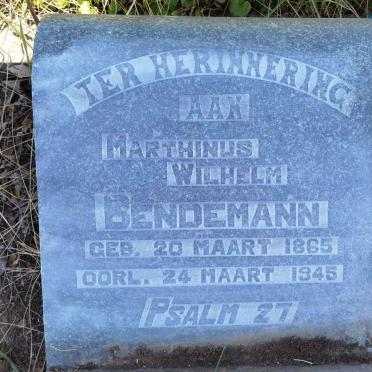 TER HERINNERING
AAN
MARTHINUS
WILHELM
BENDEMANN
GEB. 20 MAART 1865
OORL. 24 MAART 1945
PSALM 27